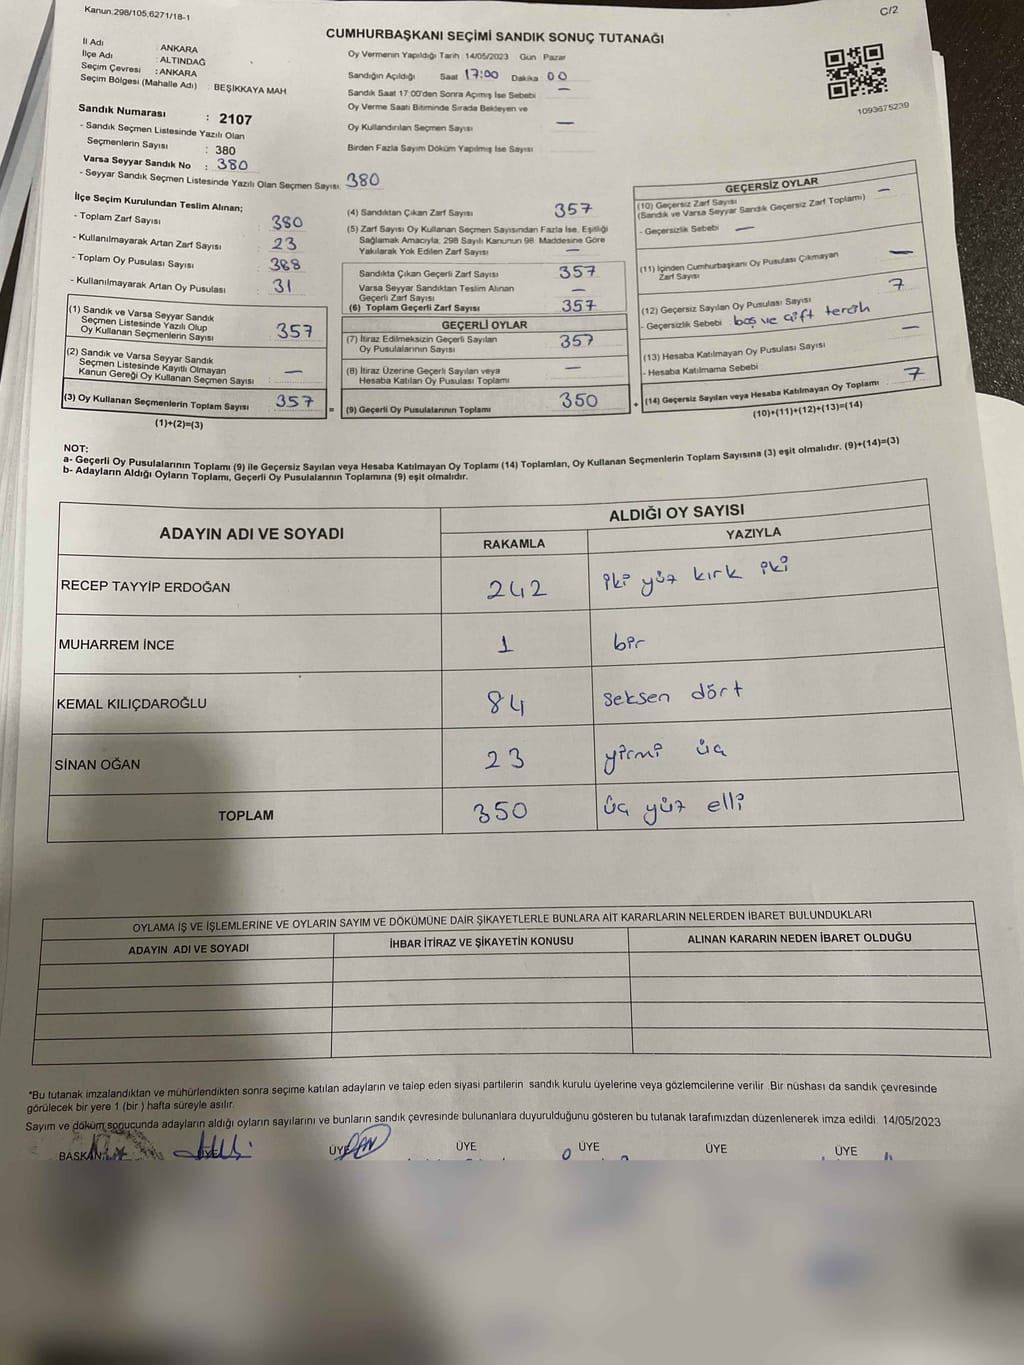 Kanun.298/105,6271/18-1
C/2
CUMHURBAŞKANI SEÇİMİ SANDIK SONUÇ TUTANAĞI
İl Adı : ANKARA
İlçe Adı : ALTINDAĞ
Seçim Çevresi : ANKARA
Seçim Bölgesi (Mahalle Adı) : BEŞİKKAYA MAH
Oy Vermenin Yapıldığı Tarih 14/05/2023 Gün Pazar
Sandığın Açıldığı Saat 17:00 Dakika 00
Sandık Saat 17:00'den Sonra Açımış İse Sebebi —
Oy Verme Saati Bitiminde Sırada Bekleyen ve
Oy Kullandırılan Seçmen Sayısı —
Birden Fazla Sayım Döküm Yapılmış İse Sayısı
1093675239
Sandık Numarası : 2107
- Sandık Seçmen Listesinde Yazılı Olan
Seçmenlerin Sayısı : 380
Varsa Seyyar Sandık No : 380
- Seyyar Sandık Seçmen Listesinde Yazılı Olan Seçmen Sayısı: 380
İlçe Seçim Kurulundan Teslim Alınan;
- Toplam Zarf Sayısı : 380
- Kullanılmayarak Artan Zarf Sayısı : 23
- Toplam Oy Pusulası Sayısı : 388
- Kullanılmayarak Artan Oy Pusulası : 31
(1) Sandık ve Varsa Seyyar Sandık
Seçmen Listesinde Yazılı Olup
Oy Kullanan Seçmenlerin Sayısı 357
(2) Sandık ve Varsa Seyyar Sandık
Seçmen Listesinde Kayıtlı Olmayan
Kanun Gereği Oy Kullanan Seçmen Sayısı —
(3) Oy Kullanan Seçmenlerin Toplam Sayısı 357 =
(1)+(2)=(3)
(4) Sandıktan Çıkan Zarf Sayısı 357
(5) Zarf Sayısı Oy Kullanan Seçmen Sayısından Fazla İse, Eşitliği
Sağlamak Amacıyla, 298 Sayılı Kanunun 98. Maddesine Göre
Yakılarak Yok Edilen Zarf Sayısı —
Sandıkta Çıkan Geçerli Zarf Sayısı 357
Varsa Seyyar Sandıktan Teslim Alınan
Geçerli Zarf Sayısı —
(6) Toplam Geçerli Zarf Sayısı 357
GEÇERLİ OYLAR
(7) İtiraz Edilmeksizin Geçerli Sayılan
Oy Pusulalarının Sayısı 357
(8) İtiraz Üzerine Geçerli Sayılan veya
Hesaba Katılan Oy Pusulası Toplamı —
(9) Geçerli Oy Pusulalarının Toplamı 350 +
GEÇERSİZ OYLAR
(10) Geçersiz Zarf Sayısı —
(Sandık ve Varsa Seyyar Sandık Geçersiz Zarf Toplamı)
- Geçersizlik Sebebi —
(11) İçinden Cumhurbaşkanı Oy Pusulası Çıkmayan
Zarf Sayısı —
(12) Geçersiz Sayılan Oy Pusulası Sayısı 7
- Geçersizlik Sebebi boş ve çift tercih
(13) Hesaba Katılmayan Oy Pusulası Sayısı —
- Hesaba Katılmama Sebebi
(14) Geçersiz Sayılan veya Hesaba Katılmayan Oy Toplamı 7
(10)+(11)+(12)+(13)=(14)
NOT:
a- Geçerli Oy Pusulalarının Toplamı (9) ile Geçersiz Sayılan veya Hesaba Katılmayan Oy Toplamı (14) Toplamları, Oy Kullanan Seçmenlerin Toplam Sayısına (3) eşit olmalıdır. (9)+(14)=(3)
b- Adayların Aldığı Oyların Toplamı, Geçerli Oy Pusulalarının Toplamına (9) eşit olmalıdır.
ADAYIN ADI VE SOYADI ALDIĞI OY SAYISI
RAKAMLA YAZIYLA
RECEP TAYYİP ERDOĞAN 242 iki yüz kırk iki
MUHARREM İNCE 1 bir
KEMAL KILIÇDAROĞLU 84 seksen dört
SİNAN OĞAN 23 yirmi üç
TOPLAM 350 üç yüz elli
OYLAMA İŞ VE İŞLEMLERİNE VE OYLARIN SAYIM VE DÖKÜMÜNE DAİR ŞİKAYETLERLE BUNLARA AİT KARARLARIN NELERDEN İBARET BULUNDUKLARI
ADAYIN ADI VE SOYADI İHBAR İTİRAZ VE ŞİKAYETİN KONUSU ALINAN KARARIN NEDEN İBARET OLDUĞU
*Bu tutanak imzalandıktan ve mühürlendikten sonra seçime katılan adayların ve talep eden siyasi partilerin sandık kurulu üyelerine veya gözlemcilerine verilir. Bir nüshası da sandık çevresinde
görülecek bir yere 1 (bir) hafta süreyle asılır.
Sayım ve döküm sonucunda adayların aldığı oyların sayılarını ve bunların sandık çevresinde bulunanlara duyurulduğunu gösteren bu tutanak tarafımızdan düzenlenerek imza edildi. 14/05/2023
BAŞKAN ÜYE ÜYE ÜYE ÜYE ÜYE ÜYE